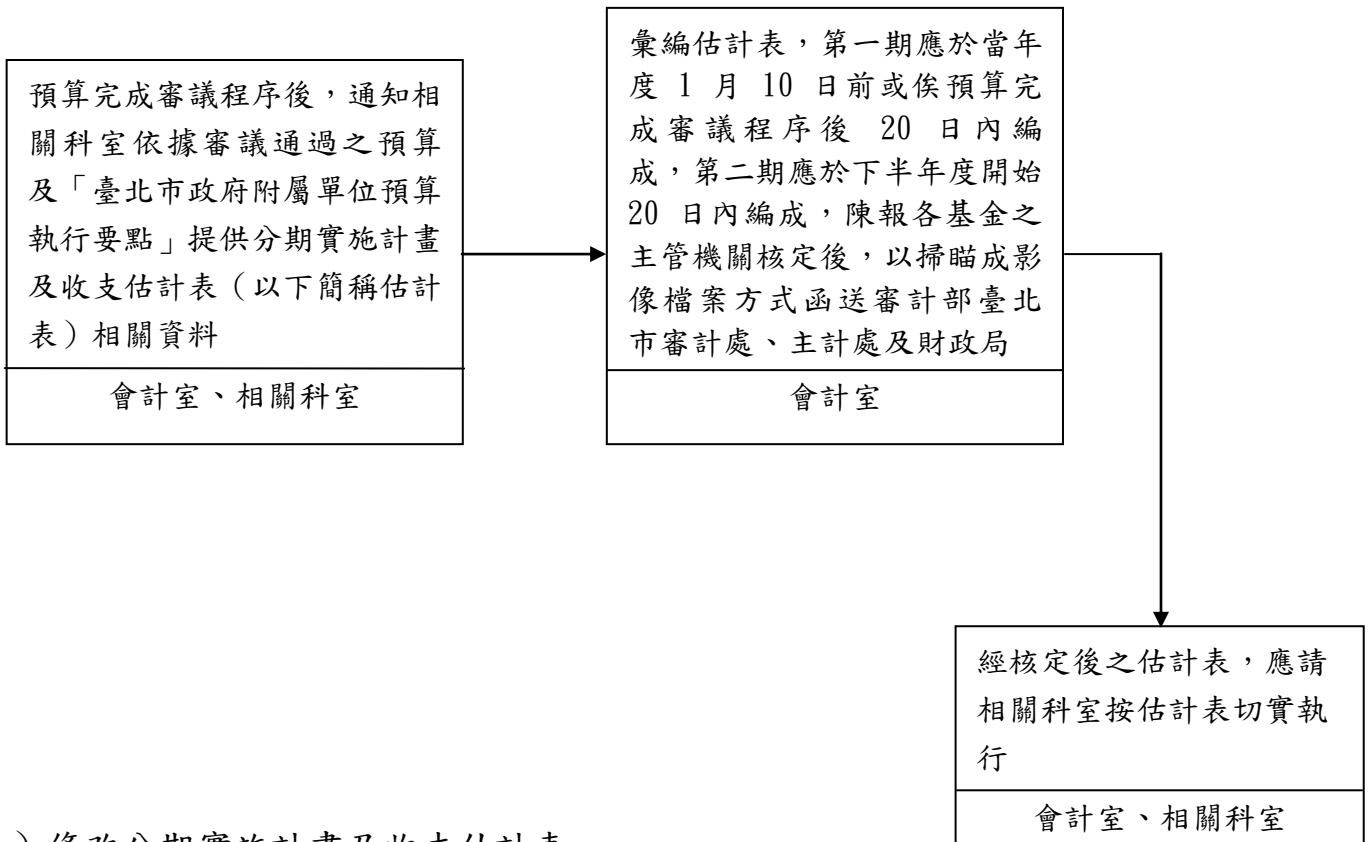 預算完成審議程序後，通知相
關科室依據審議通過之預算
及「臺北市政府附屬單位預算
執行要點」提供分期實施計畫
及收支估計表（以下簡稱估計
表）相關資料
會計室、相關科室
彙編估計表，第一期應於當年
度 1 月 10 日前或俟預算完
成審議程序後 20 日內編
成，第二期應於下半年度開始
20 日內編成，陳報各基金之
主管機關核定後，以掃瞄成影
像檔案方式函送審計部臺北
市審計處、主計處及財政局
會計室
經核定後之估計表，應請
相關科室按估計表切實執
行
會計室、相關科室
）修改分期實施計畫及收支估計表